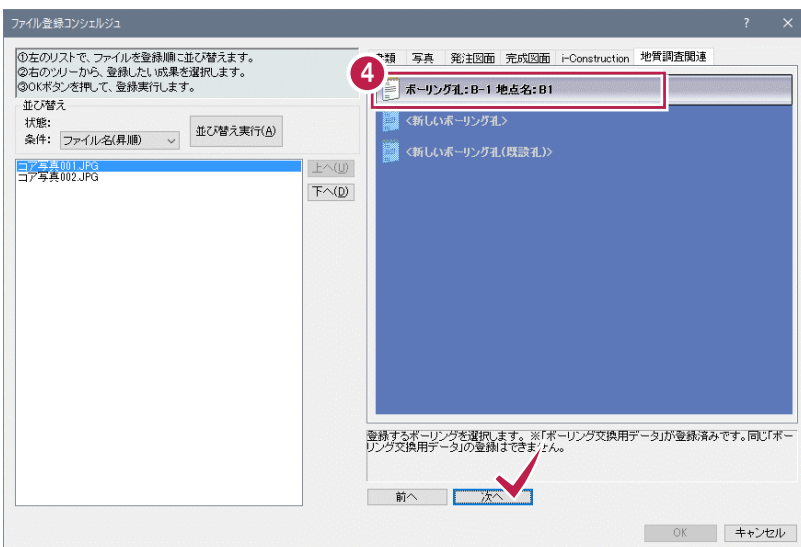 ファイル登録コンシェルジュ
? ×
①左のリストで、ファイルを登録順に並び替えます。
②右のツリーから、登録したい成果を選択します。
③OKボタンを押して、登録実行します。
並び替え
状態:
条件: ファイル名(昇順) 並び替え実行(A)
コア写真001.JPG
コア写真002.JPG
上へ(U)
下へ(D)
類 写真 発注図面 完成図面 i-Construction 地質調査関連
4
ボーリング孔:B-1 地点名:B1
<新しいボーリング孔>
<新しいボーリング孔(既設孔)>
登録するボーリングを選択します。※「ボーリング交換用データ」が登録済みです。同じ「ボー
リング交換用データ」の登録はできません。
前へ 次へ
OK キャンセル